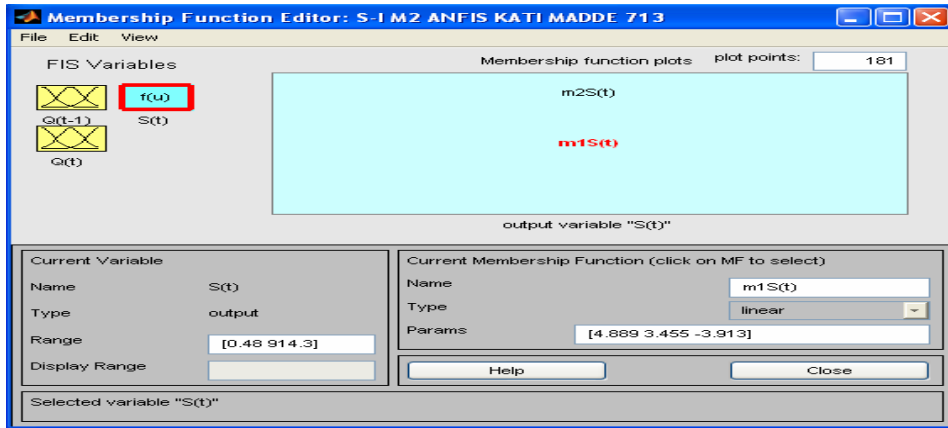 Membership Function Editor: S-I M2 ANFIS KATI MADDE 713
File Edit View
FIS Variables
Membership function plots plot points: 181
f(u)
Q(t-1) S(t)
Q(t)
m2S(t)
m1S(t)
output variable "S(t)"
Current Variable
Name S(t)
Type output
Range [0.48 914.3]
Display Range
Current Membership Function (click on MF to select)
Name m1S(t)
Type linear
Params [4.889 3.455 -3.913]
Help Close
Selected variable "S(t)"